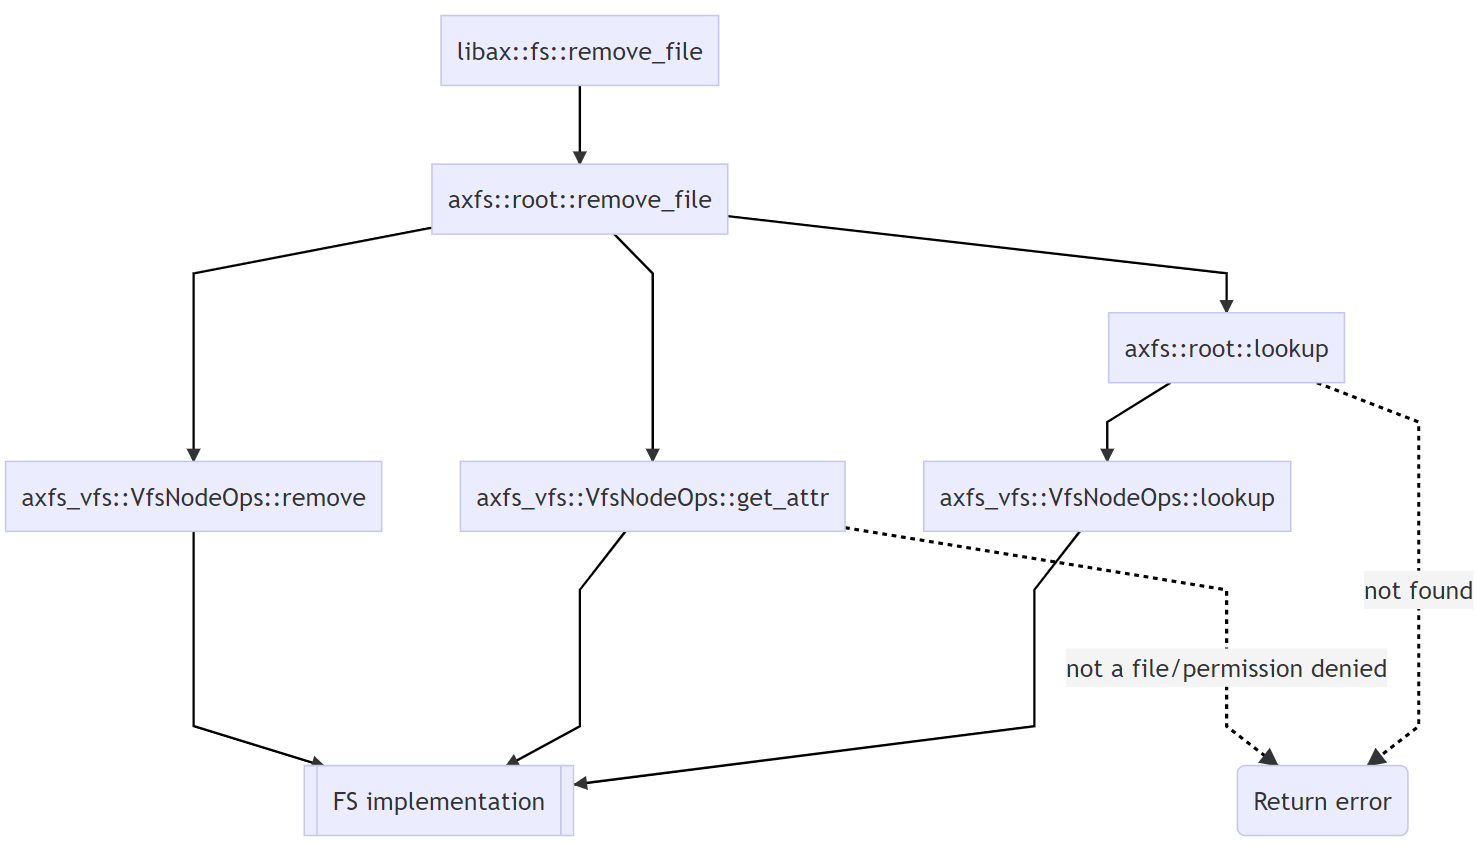 libax::fs::remove_file
axfs::root::remove_file
axfs::root::lookup
axfs_vfs::VfsNodeOps::remove
axfs_vfs::VfsNodeOps::get_attr
axfs_vfs::VfsNodeOps::lookup
not found
not a file/permission denied
FS implementation
Return error